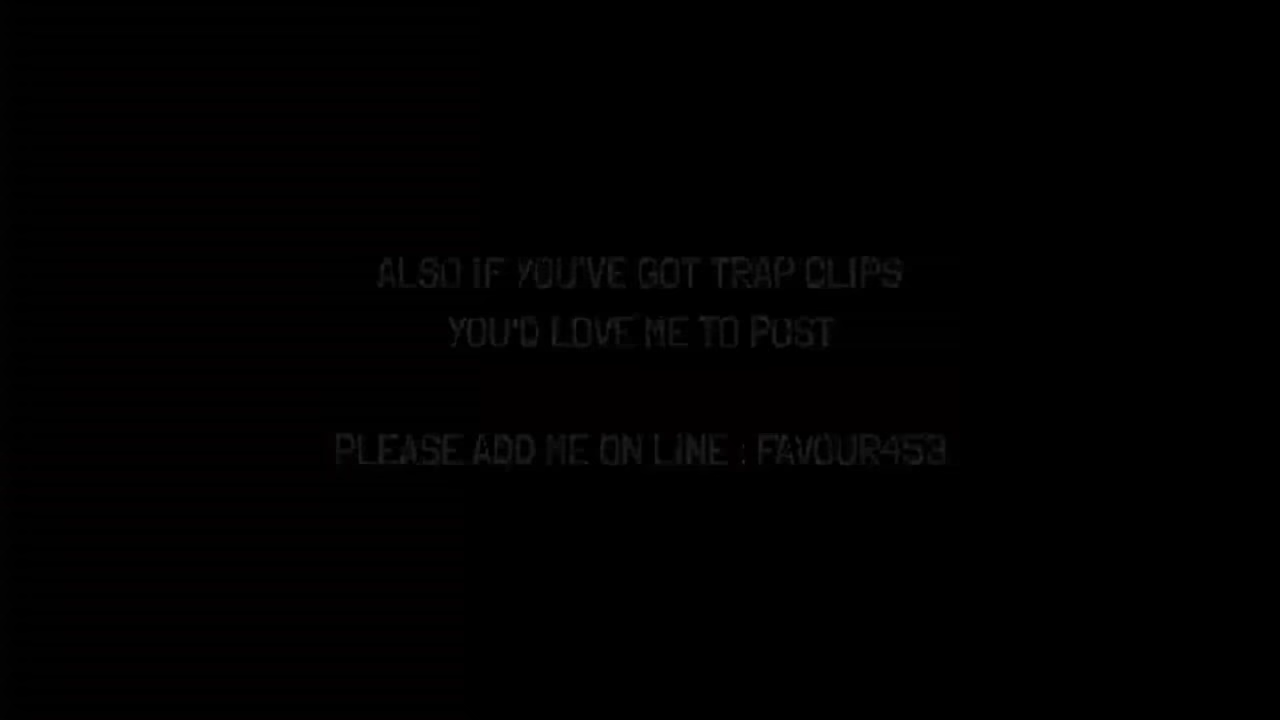 ALSO IF YOU'VE GOT TRAP CLIPS
YOU'D LOVE ME TO POST
PLEASE ADD ME ON LINE : FAVOUR453